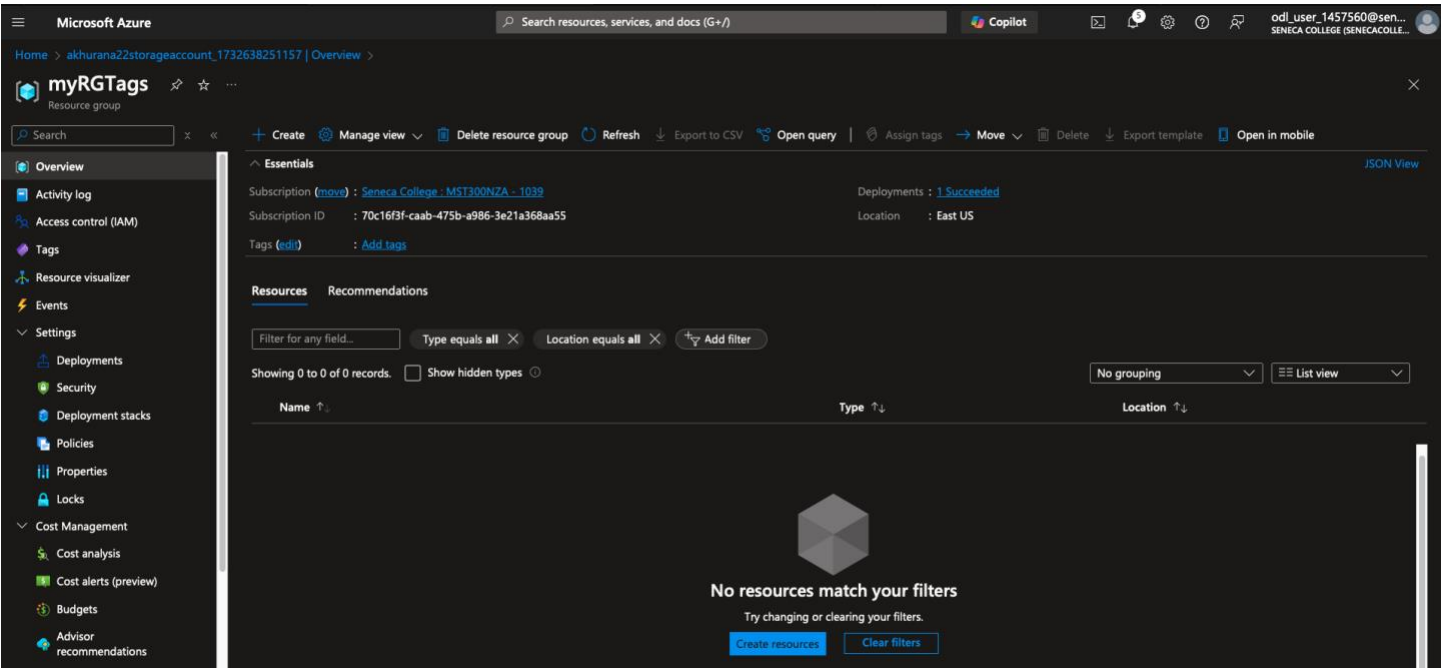 Microsoft Azure
Search resources, services, and docs (G+/)
Copilot
5
odl_user_1457560@sen...
SENECA COLLEGE (SENECACOLLE...
Home > akhurana22storageaccount_1732638251157 | Overview >
myRGTags
Resource group
Search
Create Manage view Delete resource group Refresh Export to CSV Open query | Assign tags Move Delete Export template Open in mobile
Overview
Activity log
Access control (IAM)
Tags
Resource visualizer
Events
Settings
Deployments
Security
Deployment stacks
Policies
Properties
Locks
Cost Management
Cost analysis
Cost alerts (preview)
Budgets
Advisor
recommendations
Essentials
JSON View
Subscription (move) : Seneca College : MST300NZA - 1039
Deployments : 1 Succeeded
Subscription ID : 70c16f3f-caab-475b-a986-3e21a368aa55
Location : East US
Tags (edit) : Add tags
Resources Recommendations
Filter for any field... Type equals all Location equals all Add filter
Showing 0 to 0 of 0 records. Show hidden types No grouping List view
Name Type Location
No resources match your filters
Try changing or clearing your filters.
Create resources Clear filters